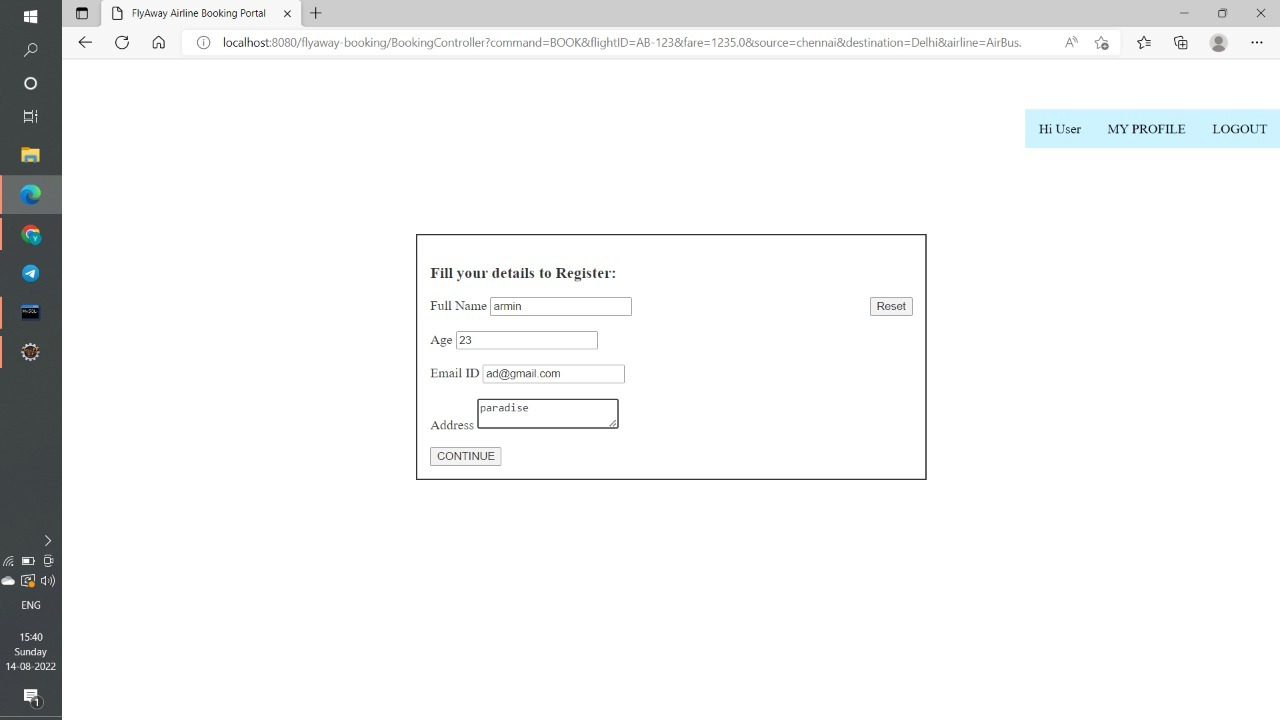 FlyAway Airline Booking Portal
localhost:8080/flyaway-booking/BookingController?command=BOOK&flightID=AB-123&fare=1235.0&source=chennai&destination=Delhi&airline=AirBus.
Hi User MY PROFILE LOGOUT
Fill your details to Register:
Full Name armin Reset
Age 23
Email ID ad@gmail.com
Address paradise
CONTINUE
ENG
15:40
Sunday
14-08-2022
1